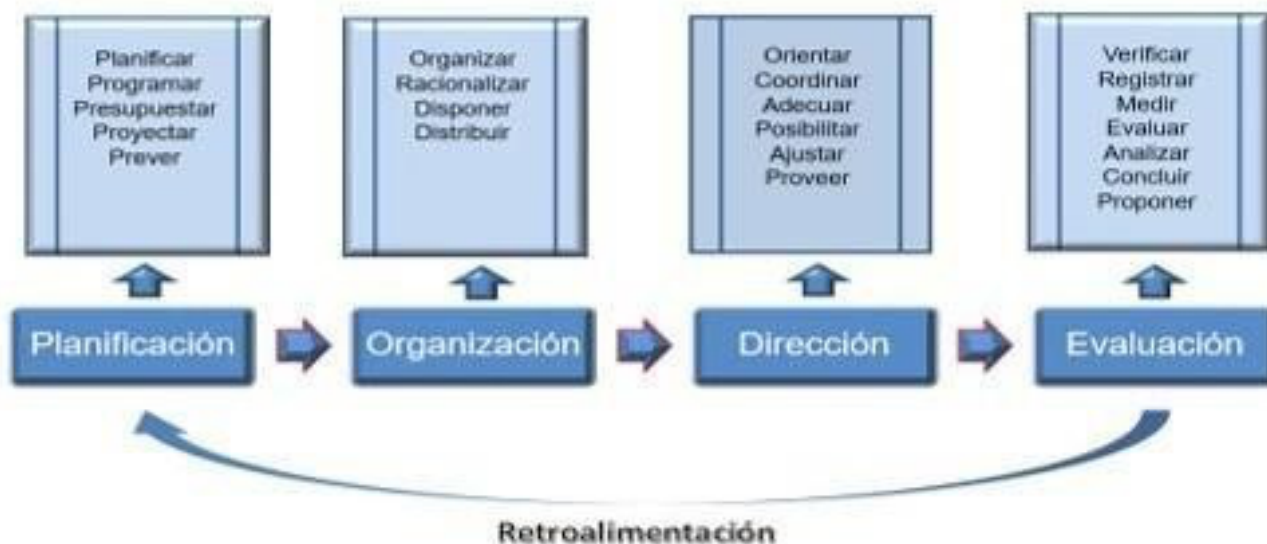 Planificar
Programar
Presupuestar
Proyectar
Prever
Organizar
Racionalizar
Disponer
Distribuir
Orientar
Coordinar
Adecuar
Posibilitar
Ajustar
Proveer
Verificar
Registrar
Medir
Evaluar
Analizar
Concluir
Proponer
Planificación
Organización
Dirección
Evaluación
Retroalimentación